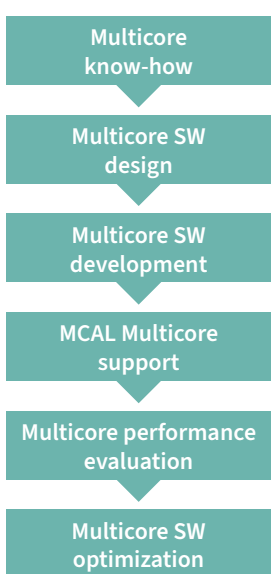 Multicore
know-how
Multicore SW
design
Multicore SW
development
MCAL Multicore
support
Multicore performance
evaluation
Multicore SW
optimization